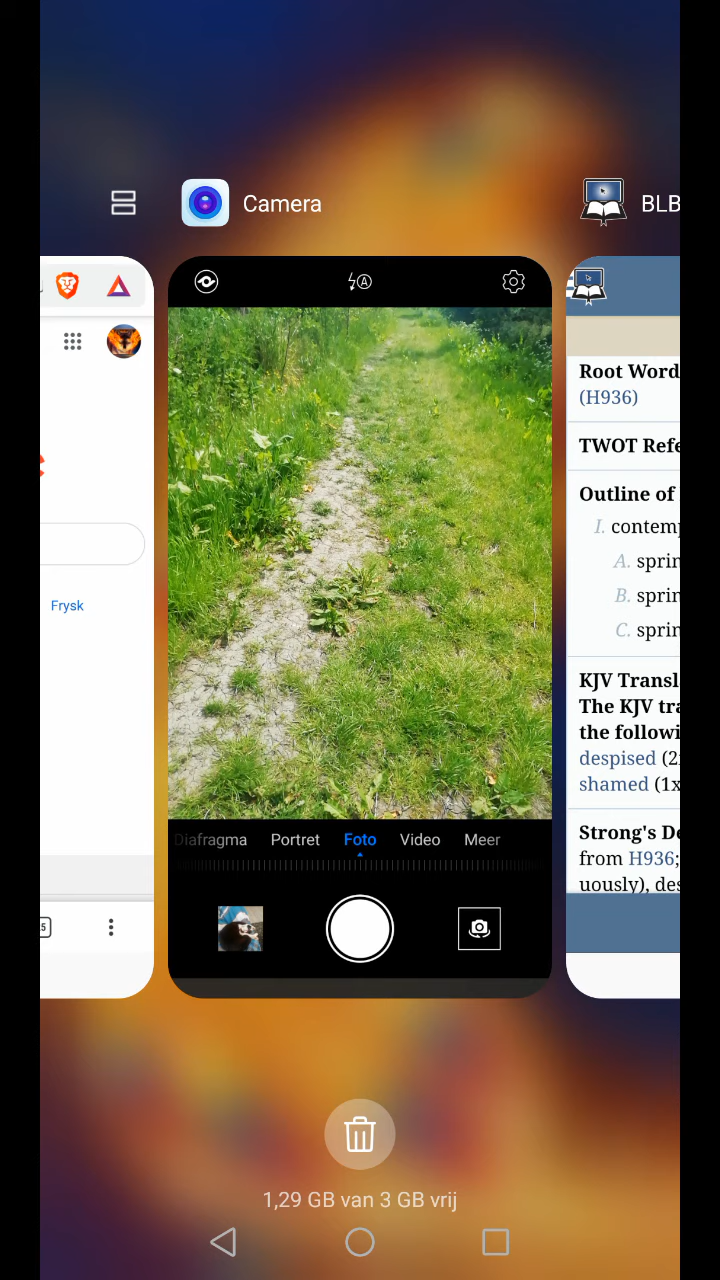 Camera
BLB
Frysk
Root Word
(H936)
TWOT Refe
Outline of
I. contemp
A. sprin
B. sprin
C. sprin
KJV Transl
The KJV tra
the followi
despised (2
shamed (1x
Strong's De
from H936;
uously), des
Diafragma Portret Foto Video Meer
1,29 GB van 3 GB vrij